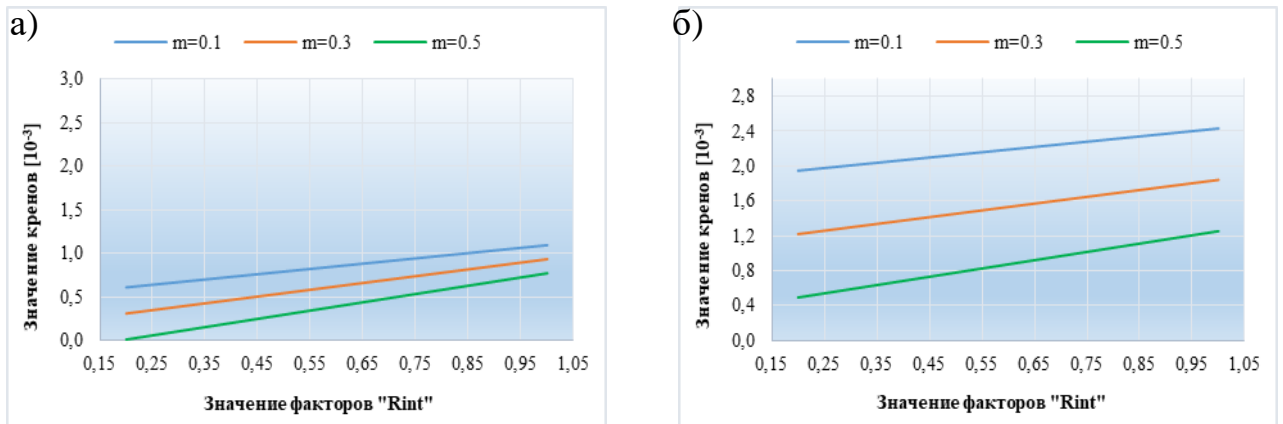 а)
m=0.1 m=0.3 m=0.5
Значение кренов [10⁻³]
3,0
2,5
2,0
1,5
1,0
0,5
0,0
0,15 0,25 0,35 0,45 0,55 0,65 0,75 0,85 0,95 1,05
Значение факторов "Rint"
б)
m=0.1 m=0.3 m=0.5
Значение кренов [10⁻³]
2,8
2,4
2,0
1,6
1,2
0,8
0,4
0,0
0,15 0,25 0,35 0,45 0,55 0,65 0,75 0,85 0,95 1,05
Значение факторов "Rint"